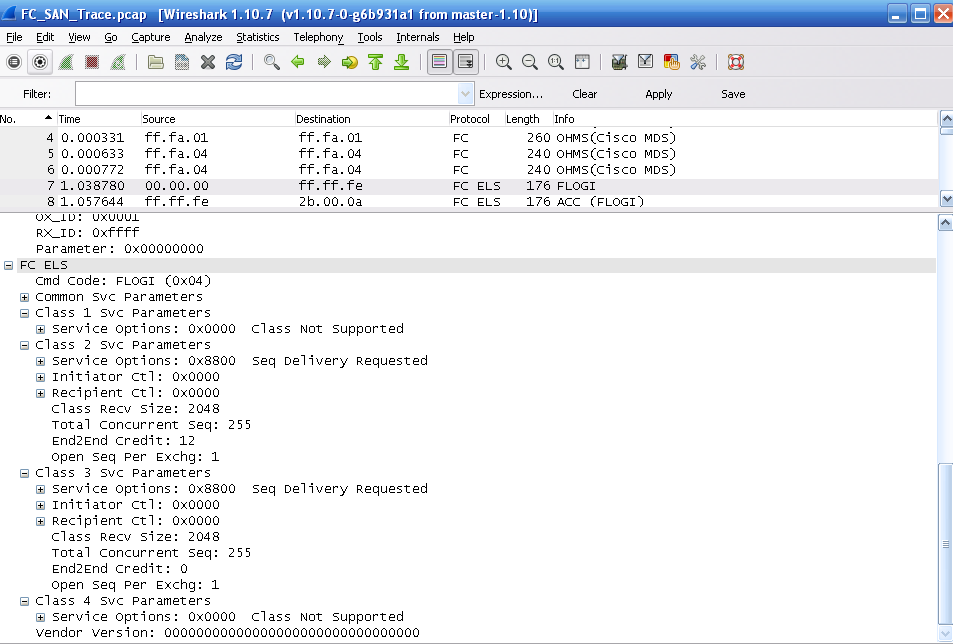 FC_SAN_Trace.pcap [Wireshark 1.10.7 (v1.10.7-0-g6b931a1 from master-1.10)]
File Edit View Go Capture Analyze Statistics Telephony Tools Internals Help
Filter: Expression... Clear Apply Save
No. Time Source Destination Protocol Length Info
4 0.000331 ff.fa.01 ff.fa.01 FC 260 OHMS(Cisco MDS)
5 0.000633 ff.fa.04 ff.fa.04 FC 240 OHMS(Cisco MDS)
6 0.000772 ff.fa.04 ff.fa.04 FC 240 OHMS(Cisco MDS)
7 1.038780 00.00.00 ff.ff.fe FC ELS 176 FLOGI
8 1.057644 ff.ff.fe 2b.00.0a FC ELS 176 ACC (FLOGI)
OX_ID: 0x0001
RX_ID: 0xffff
Parameter: 0x00000000
FC ELS
Cmd Code: FLOGI (0x04)
Common Svc Parameters
Class 1 Svc Parameters
Service Options: 0x0000 Class Not Supported
Class 2 Svc Parameters
Service Options: 0x8800 Seq Delivery Requested
Initiator Ctl: 0x0000
Recipient Ctl: 0x0000
Class Recv Size: 2048
Total Concurrent Seq: 255
End2End Credit: 12
Open Seq Per Exchg: 1
Class 3 Svc Parameters
Service Options: 0x8800 Seq Delivery Requested
Initiator Ctl: 0x0000
Recipient Ctl: 0x0000
Class Recv Size: 2048
Total Concurrent Seq: 255
End2End Credit: 0
Open Seq Per Exchg: 1
Class 4 Svc Parameters
Service Options: 0x0000 Class Not Supported
Vendor Version: 00000000000000000000000000000000